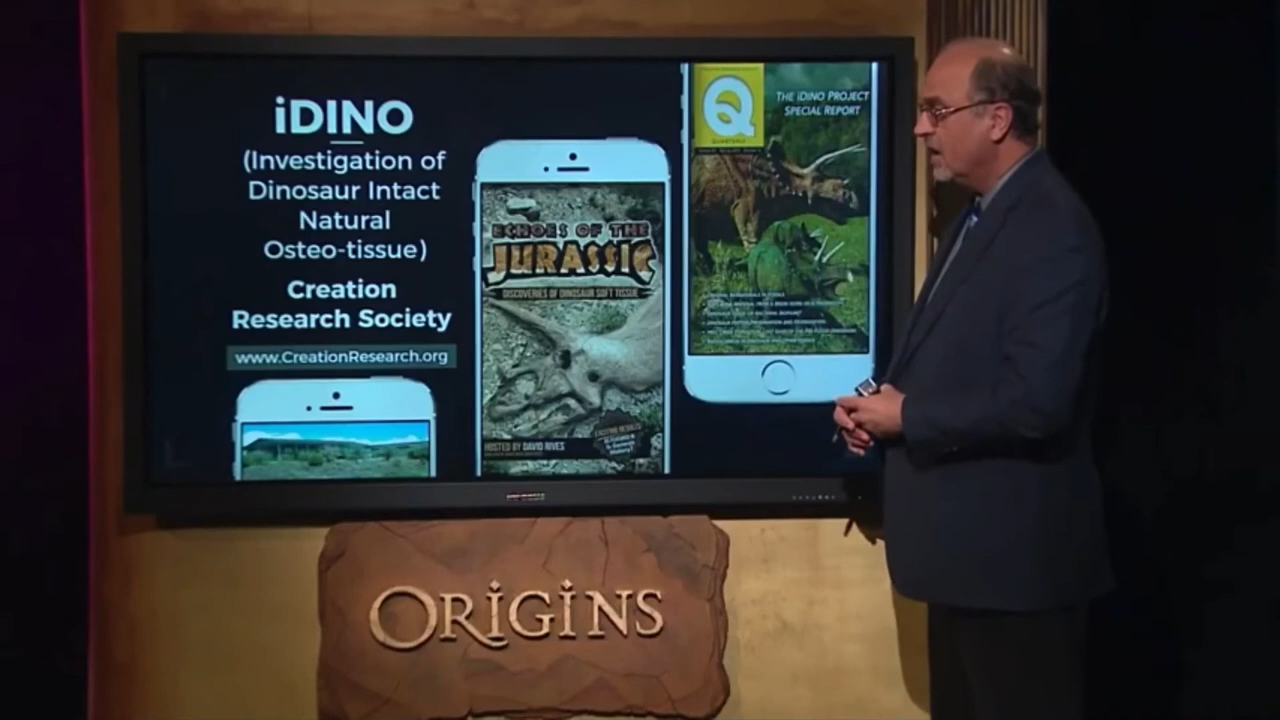 iDINO
(Investigation of
Dinosaur Intact
Natural
Osteo-tissue)
Creation
Research Society
www.CreationResearch.org
ECHOES OF THE
JURASSIC
DISCOVERIES OF DINOSAUR SOFT TISSUE
HOSTED BY DAVID RIVES
Q
QUARTERLY
THE iDINO PROJECT
SPECIAL REPORT
ORIGINS